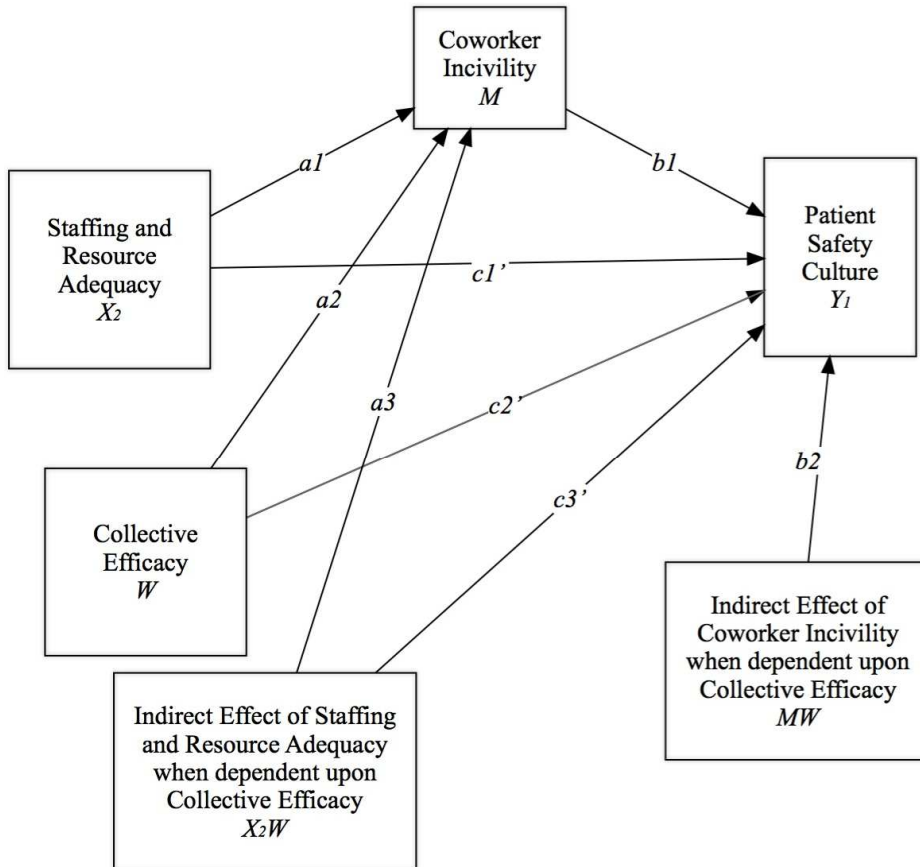 Coworker
Incivility
M
a1
b1
Staffing and
Resource
Adequacy
X2
Patient
Safety
Culture
Y1
c1’
a2
a3
c2’
b2
c3’
Collective
Efficacy
W
Indirect Effect of
Coworker Incivility
when dependent upon
Collective Efficacy
MW
Indirect Effect of Staffing
and Resource Adequacy
when dependent upon
Collective Efficacy
X2W